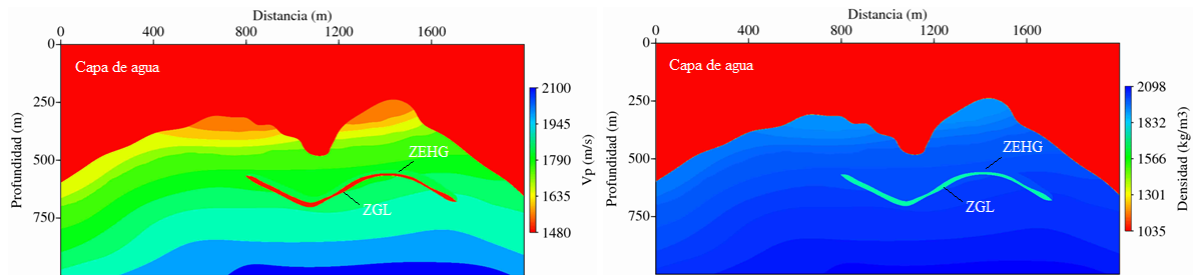 Distancia (m)
0 400 800 1200 1600
Capa de agua
0
250
500
750
Profundidad (m)
ZEHG
ZGL
2100
1945
1790
1635
1480
Vp (m/s)
Distancia (m)
0 400 800 1200 1600
Capa de agua
0
250
500
750
Profundidad (m)
ZEHG
ZGL
2098
1832
1566
1301
1035
Densidad (kg/m3)